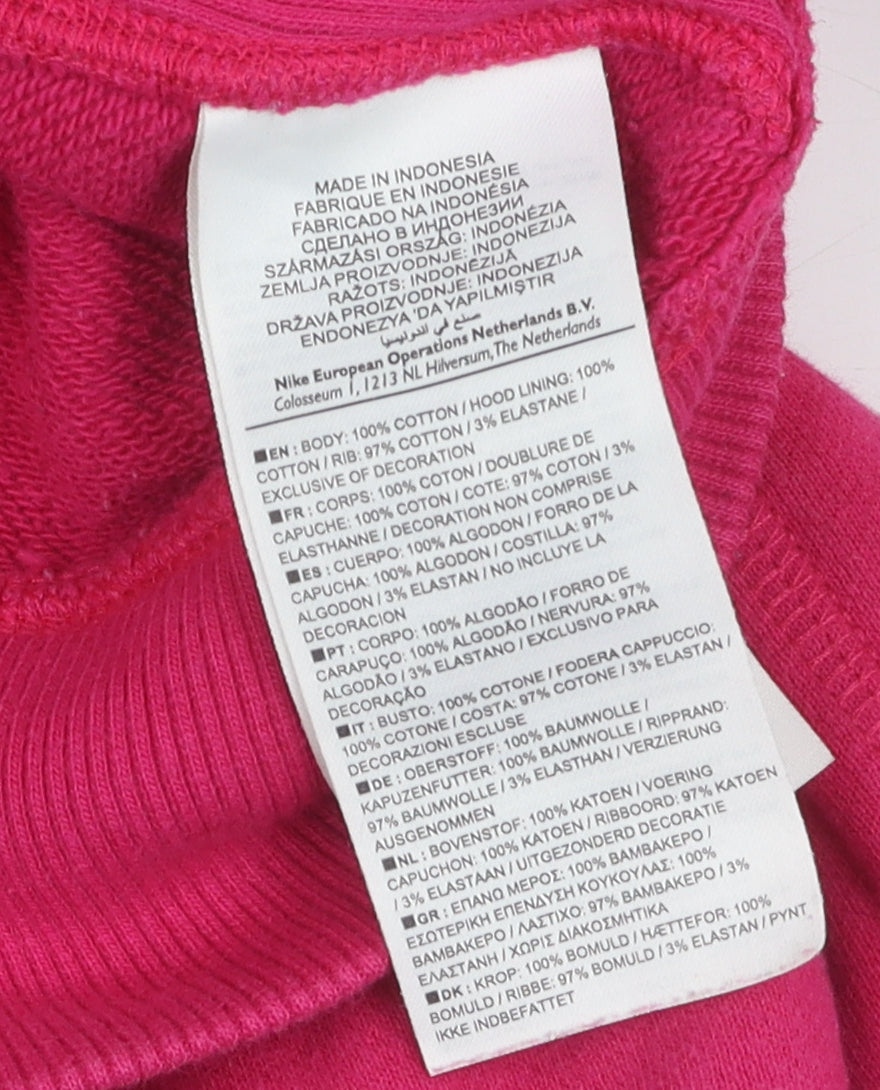 MADE IN INDONESIA
FABRIQUE EN INDONESIE
FABRICADO NA INDONÉSIA
СДЕЛАНО В ИНДОНЕЗИИ
SZÁRMAZÁSI ORSZÁG: INDONÉZIA
ZEMLJA PROIZVODNJE: INDONEZIJA
RAŽOTS: INDONĒZIJĀ
DRŽAVA PROIZVODNJE: INDONEZIJA
ENDONEZYA 'DA YAPILMIŞTIR
صنع في اندونيسيا
Nike European Operations Netherlands B.V.
Colosseum 1, 1213 NL Hilversum, The Netherlands
■EN : BODY: 100% COTTON / HOOD LINING: 100%
COTTON / RIB: 97% COTTON / 3% ELASTANE /
EXCLUSIVE OF DECORATION
■FR : CORPS: 100% COTON / DOUBLURE DE
CAPUCHE: 100% COTON / COTE: 97% COTON / 3%
ELASTHANNE / DECORATION NON COMPRISE
■ES : CUERPO: 100% ALGODON / FORRO DE LA
CAPUCHA: 100% ALGODON / COSTILLA: 97%
ALGODON / 3% ELASTAN / NO INCLUYE LA
DECORACION
■PT : CORPO: 100% ALGODÃO / FORRO DE
CARAPUÇO: 100% ALGODÃO / NERVURA: 97%
ALGODÃO / 3% ELASTANO / EXCLUSIVO PARA
DECORAÇÃO
■IT : BUSTO: 100% COTONE / FODERA CAPPUCCIO:
100% COTONE / COSTA: 97% COTONE / 3% ELASTAN /
DECORAZIONI ESCLUSE
■DE : OBERSTOFF: 100% BAUMWOLLE /
KAPUZENFUTTER: 100% BAUMWOLLE / RIPPRAND:
97% BAUMWOLLE / 3% ELASTHAN / VERZIERUNG
AUSGENOMMEN
■NL : BOVENSTOF: 100% KATOEN / VOERING
CAPUCHON: 100% KATOEN / RIBBOORD: 97% KATOEN
/ 3% ELASTAAN / UITGEZONDERD DECORATIE
■GR : ΕΠΑΝΩ ΜΕΡΟΣ: 100% ΒΑΜΒΑΚΕΡΟ /
ΕΣΩΤΕΡΙΚΗ ΕΠΕΝΔΥΣΗ ΚΟΥΚΟΥΛΑΣ: 100%
ΒΑΜΒΑΚΕΡΟ / ΛΑΣΤΙΧΟ: 97% ΒΑΜΒΑΚΕΡΟ / 3%
ΕΛΑΣΤΑΝΗ / ΧΩΡΙΣ ΔΙΑΚΟΣΜΗΤΙΚΑ
■DK : KROP: 100% BOMULD / HÆTTEFOR: 100%
BOMULD / RIBBE: 97% BOMULD / 3% ELASTAN / PYNT
IKKE INDBEFATTET